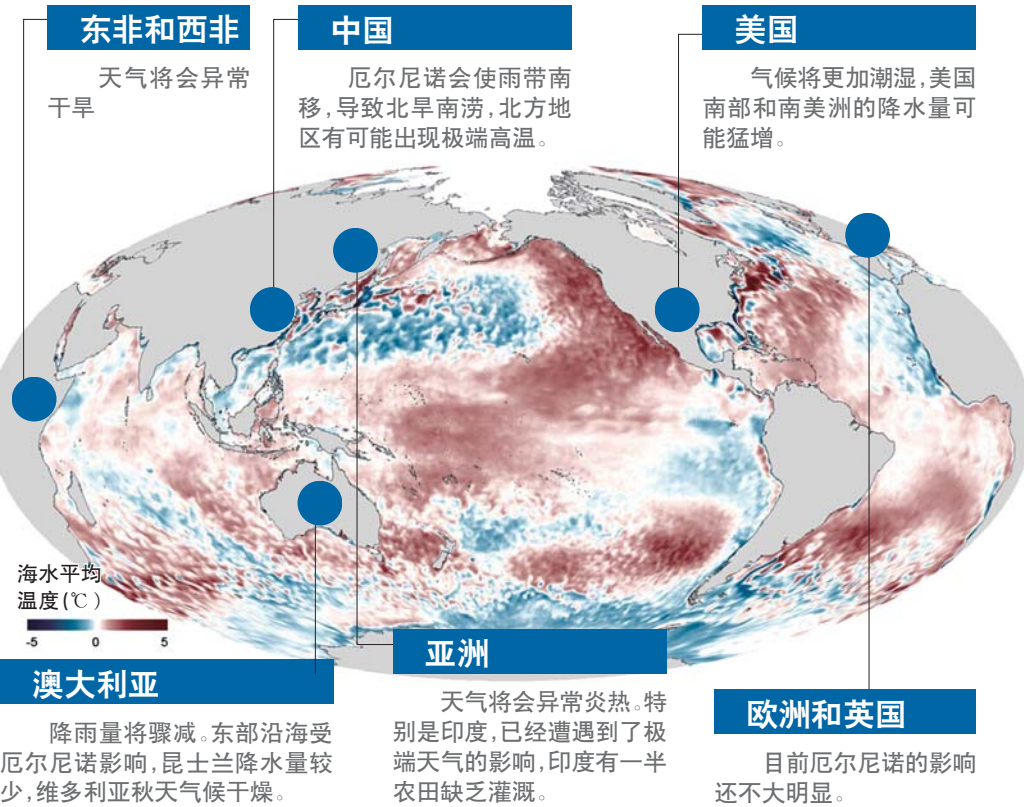 东非和西非
天气将会异常
干旱
中国
厄尔尼诺会使雨带南
移,导致北旱南涝,北方地
区有可能出现极端高温。
美国
气候将更加潮湿,美国
南部和南美洲的降水量可
能猛增。
海水平均
温度(℃)
-5 0 5
澳大利亚
降雨量将骤减。东部沿海受
厄尔尼诺影响,昆士兰降水量较
少,维多利亚秋天气候干燥。
亚洲
天气将会异常炎热。特
别是印度,已经遭遇到了极
端天气的影响,印度有一半
农田缺乏灌溉。
欧洲和英国
目前厄尔尼诺的影响
还不大明显。